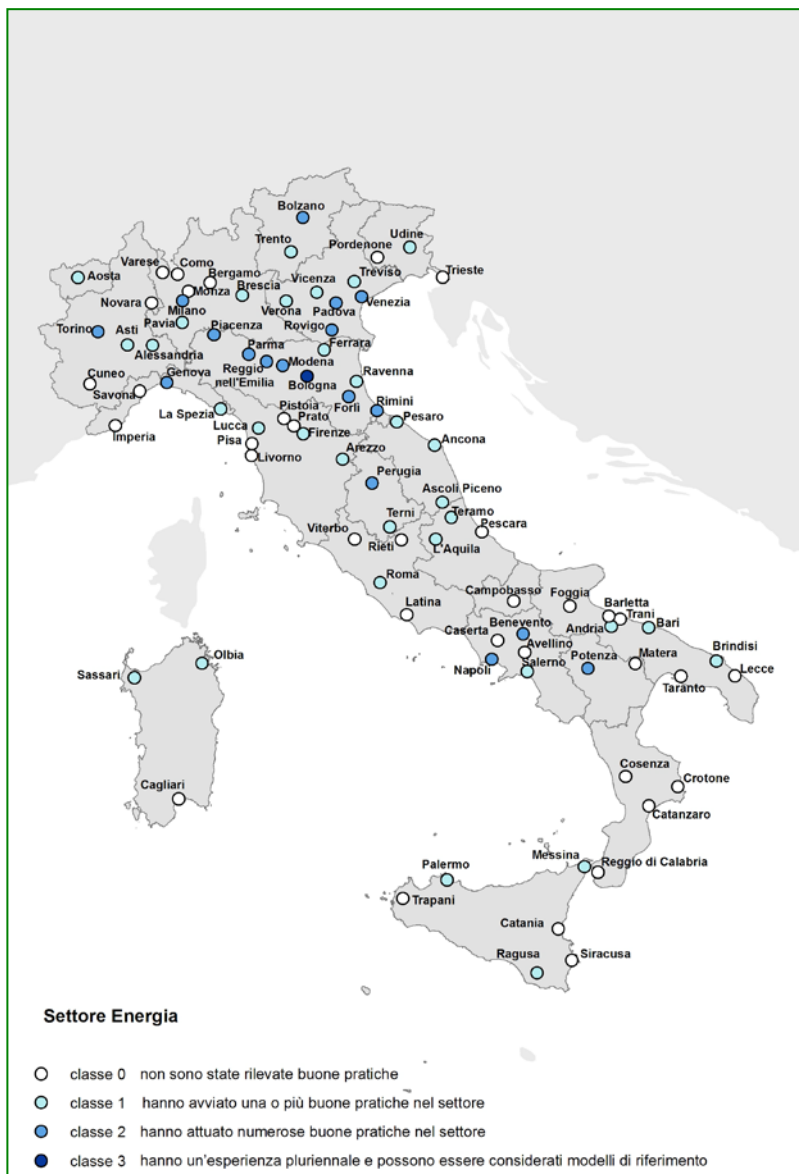 Bolzano
Udine
Trento
Pordenone
Varese
Como
Bergamo
Treviso
Trieste
Aosta
Vicenza
Brescia
Monza
Novara
Venezia
Milano
Verona
Padova
Pavia
Torino
Asti
Piacenza
Rovigo
Alessandria
Parma
Ferrara
Cuneo
Genova
Reggio
nell'Emilia
Modena
Ravenna
Savona
Bologna
Forlì
Rimini
La Spezia
Pistoia
Prato
Pesaro
Lucca
Firenze
Imperia
Pisa
Livorno
Arezzo
Ancona
Perugia
Ascoli Piceno
Terni
Teramo
Viterbo
Pescara
Rieti
L'Aquila
Roma
Latina
Campobasso
Foggia
Barletta
Trani
Benevento
Andria
Bari
Caserta
Avellino
Brindisi
Napoli
Salerno
Potenza
Matera
Lecce
Taranto
Olbia
Sassari
Cagliari
Cosenza
Crotone
Catanzaro
Messina
Palermo
Reggio di Calabria
Trapani
Catania
Ragusa
Siracusa
Settore Energia
classe 0 non sono state rilevate buone pratiche
classe 1 hanno avviato una o più buone pratiche nel settore
classe 2 hanno attuato numerose buone pratiche nel settore
classe 3 hanno un'esperienza pluriennale e possono essere considerati modelli di riferimento